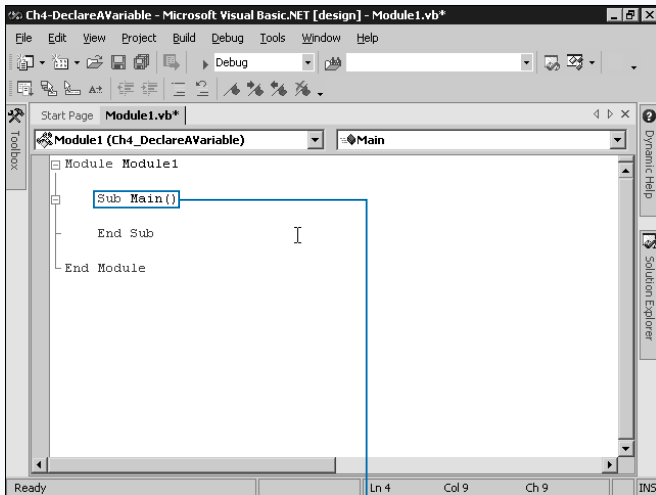 Ch4-DeclareAVariable - Microsoft Visual Basic.NET [design] - Module1.vb*
File Edit View Project Build Debug Tools Window Help
Debug
Start Page Module1.vb*
Toolbox
Module1 (Ch4_DeclareAVariable) Main
Module Module1
Sub Main()
End Sub
End Module
Dynamic Help
Solution Explorer
Ready Ln 4 Col 9 Ch 9 INS